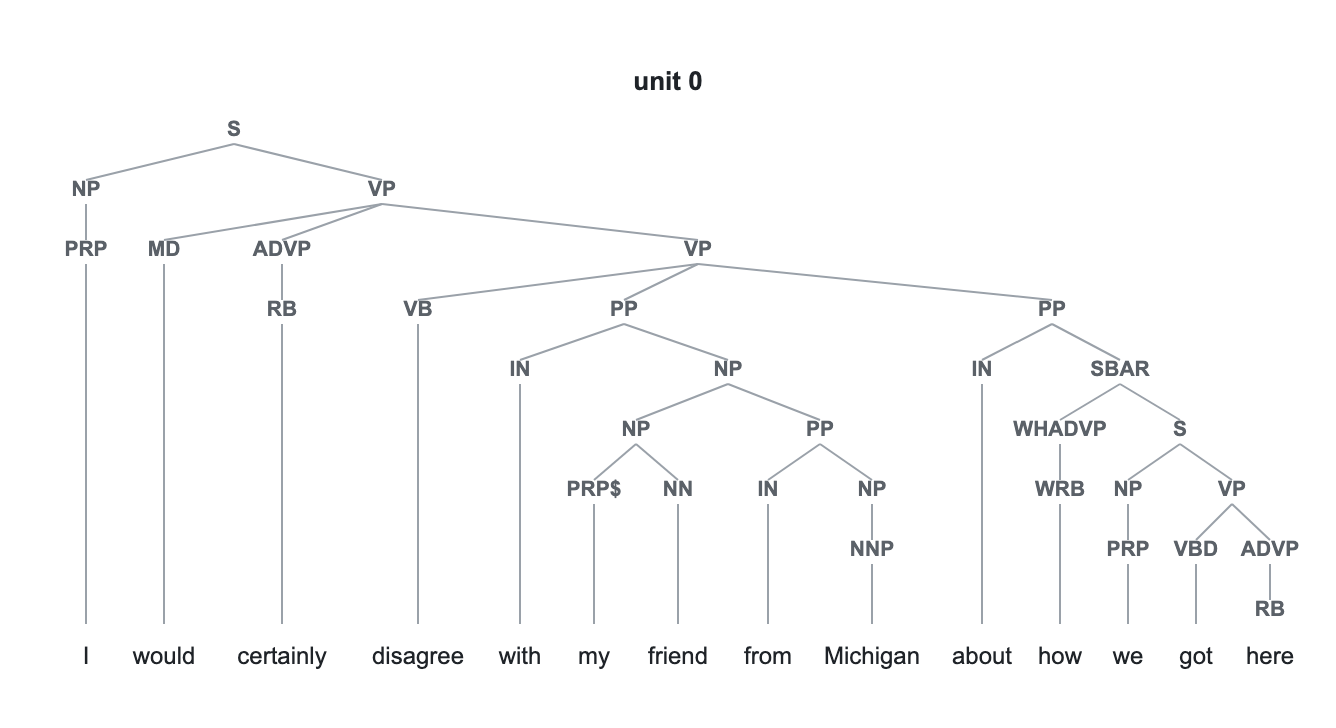 unit 0
S
NP VP
PRP MD ADVP VP
RB VB PP PP
IN NP IN SBAR
NP PP WHADVP S
PRP$ NN IN NP WRB NP VP
NNP PRP VBD ADVP
RB
I would certainly disagree with my friend from Michigan about how we got here